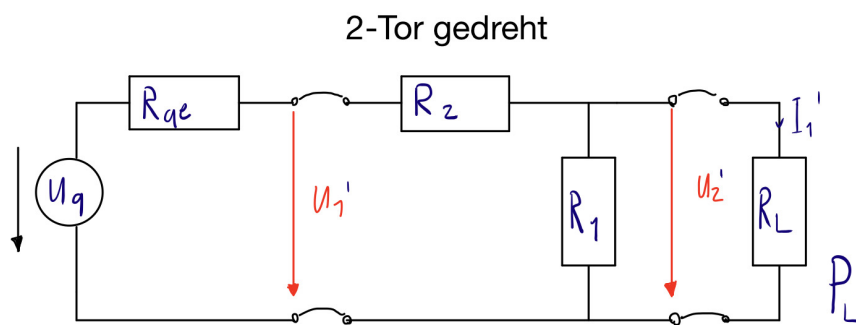 2-Tor gedreht
Rqe
R2
I1'
Uq
U1'
R1
U2'
RL
PL